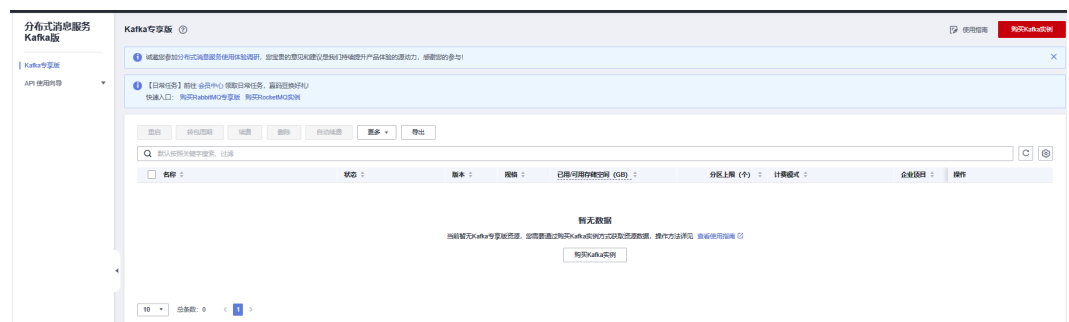 分布式消息服务
Kafka版
Kafka专享版
API 使用向导
Kafka专享版
使用指南
购买Kafka实例
诚邀您参加分布式消息服务使用体验调研，您宝贵的意见和建议是我们持续提升产品体验的源动力，感谢您的参与！
【日常任务】前往 会员中心 领取日常任务，赢码豆换好礼！
快速入口： 购买RabbitMQ专享版 购买RocketMQ实例
重启 转包周期 续费 删除 自动续费 更多 导出
默认按照关键字搜索、过滤
名称 状态 版本 规格 已用/可用存储空间 (GB) 分区上限 (个) 计费模式 企业项目 操作
暂无数据
当前暂无Kafka专享版资源，您需要通过购买Kafka实例方式获取资源数据，操作方法详见 查看使用指南
购买Kafka实例
10 总条数： 0 < 1 >